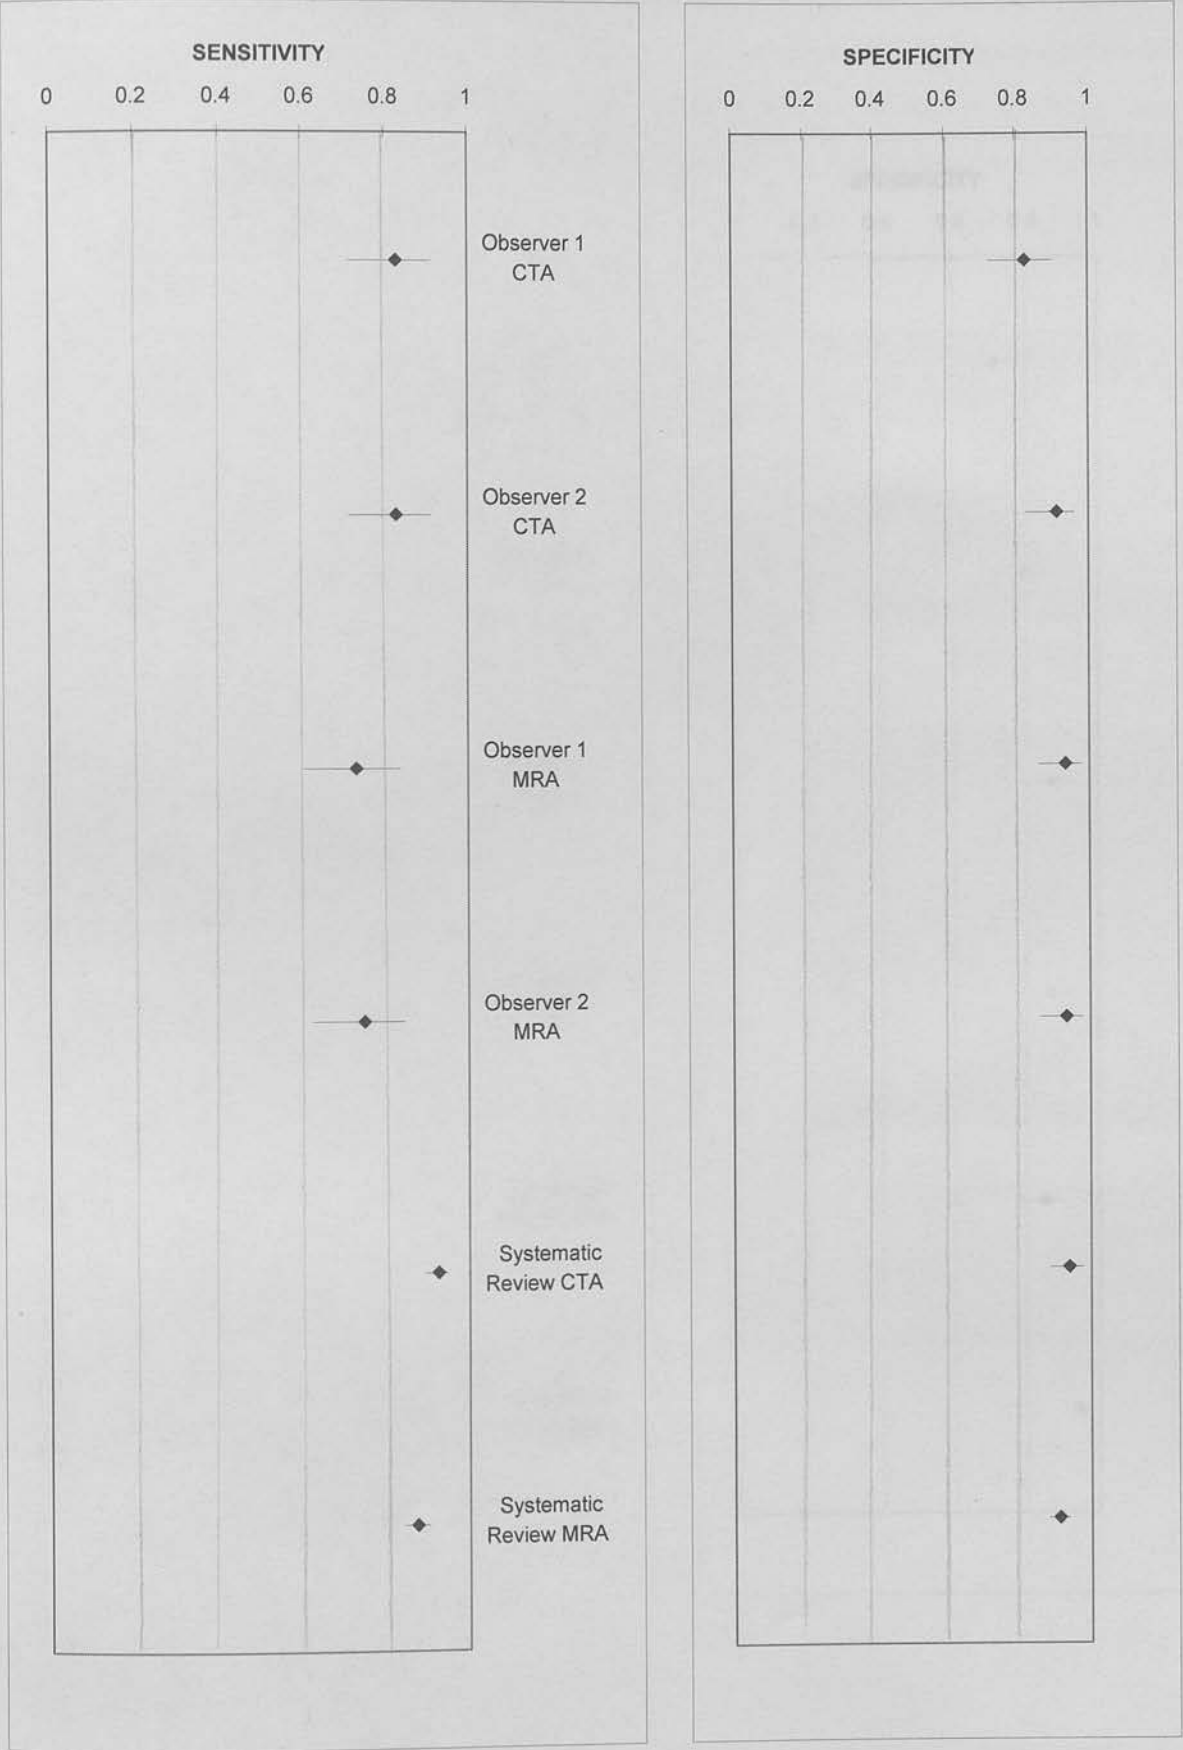 SENSITIVITY
0 0.2 0.4 0.6 0.8 1
Observer 1
CTA
Observer 2
CTA
Observer 1
MRA
Observer 2
MRA
Systematic
Review CTA
Systematic
Review MRA
SPECIFICITY
0 0.2 0.4 0.6 0.8 1